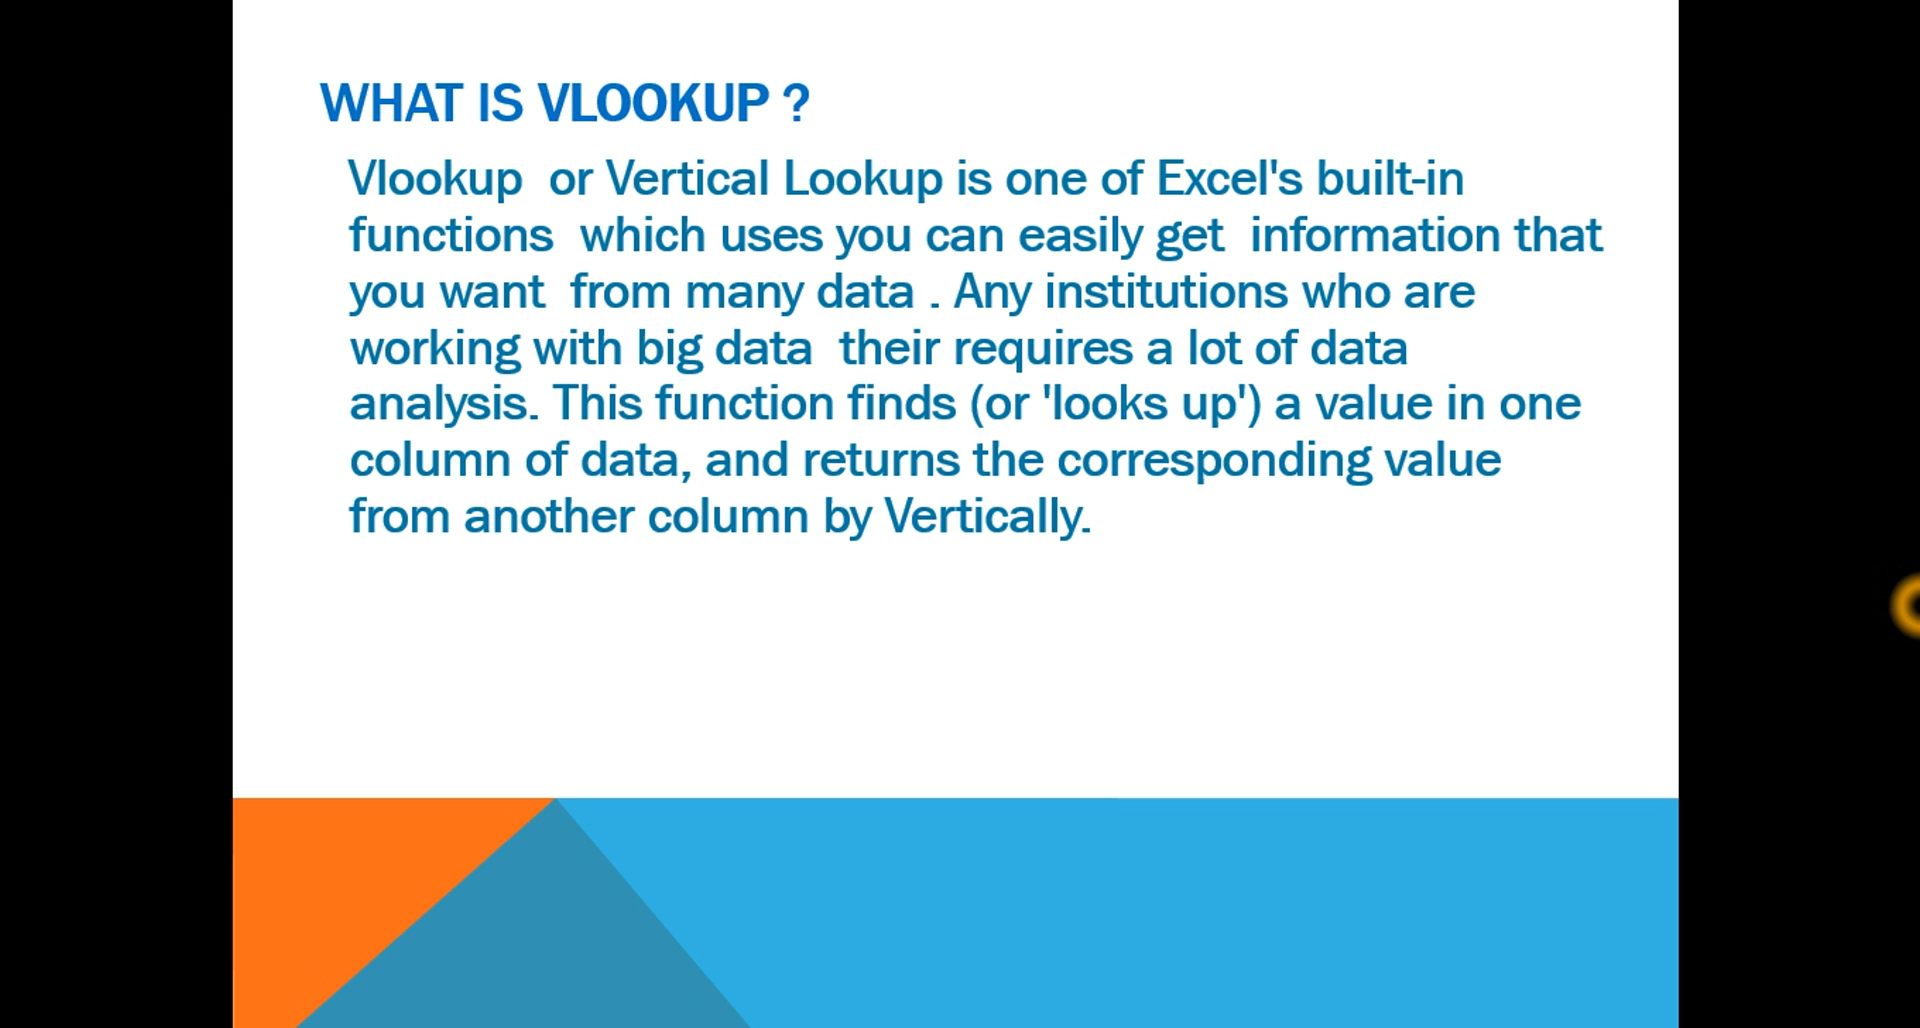 WHAT IS VLOOKUP ?
Vlookup  or Vertical Lookup is one of Excel's built-in
functions  which uses you can easily get  information that
you want  from many data . Any institutions who are
working with big data  their requires a lot of data
analysis. This function finds (or 'looks up') a value in one
column of data, and returns the corresponding value
from another column by Vertically.